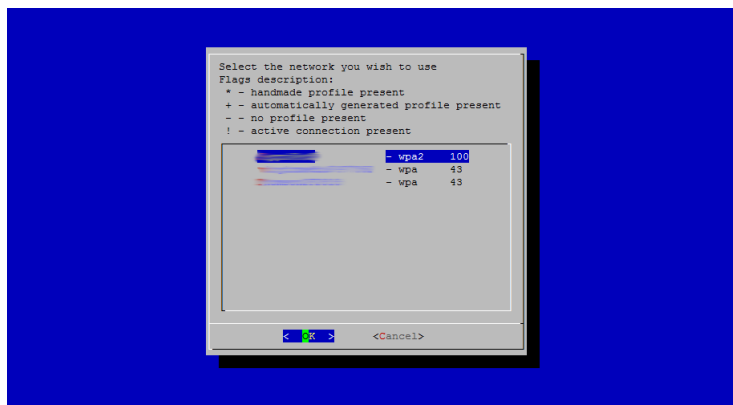 Select the network you wish to use
Flags description:
* - handmade profile present
+ - automatically generated profile present
- - no profile present
! - active connection present
- wpa2 100
- wpa 43
- wpa 43
< OK > <Cancel>